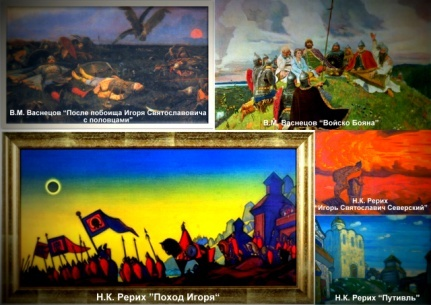 В.М. Васнецов "После побоища Игоря Святославовича
с половцами"
В.М. Васнецов "Войско Бояна"
Н.К. Рерих
"Игорь Святославич Северский"
Н.К. Рерих "Поход Игоря"
Н.К. Рерих "Путивль"